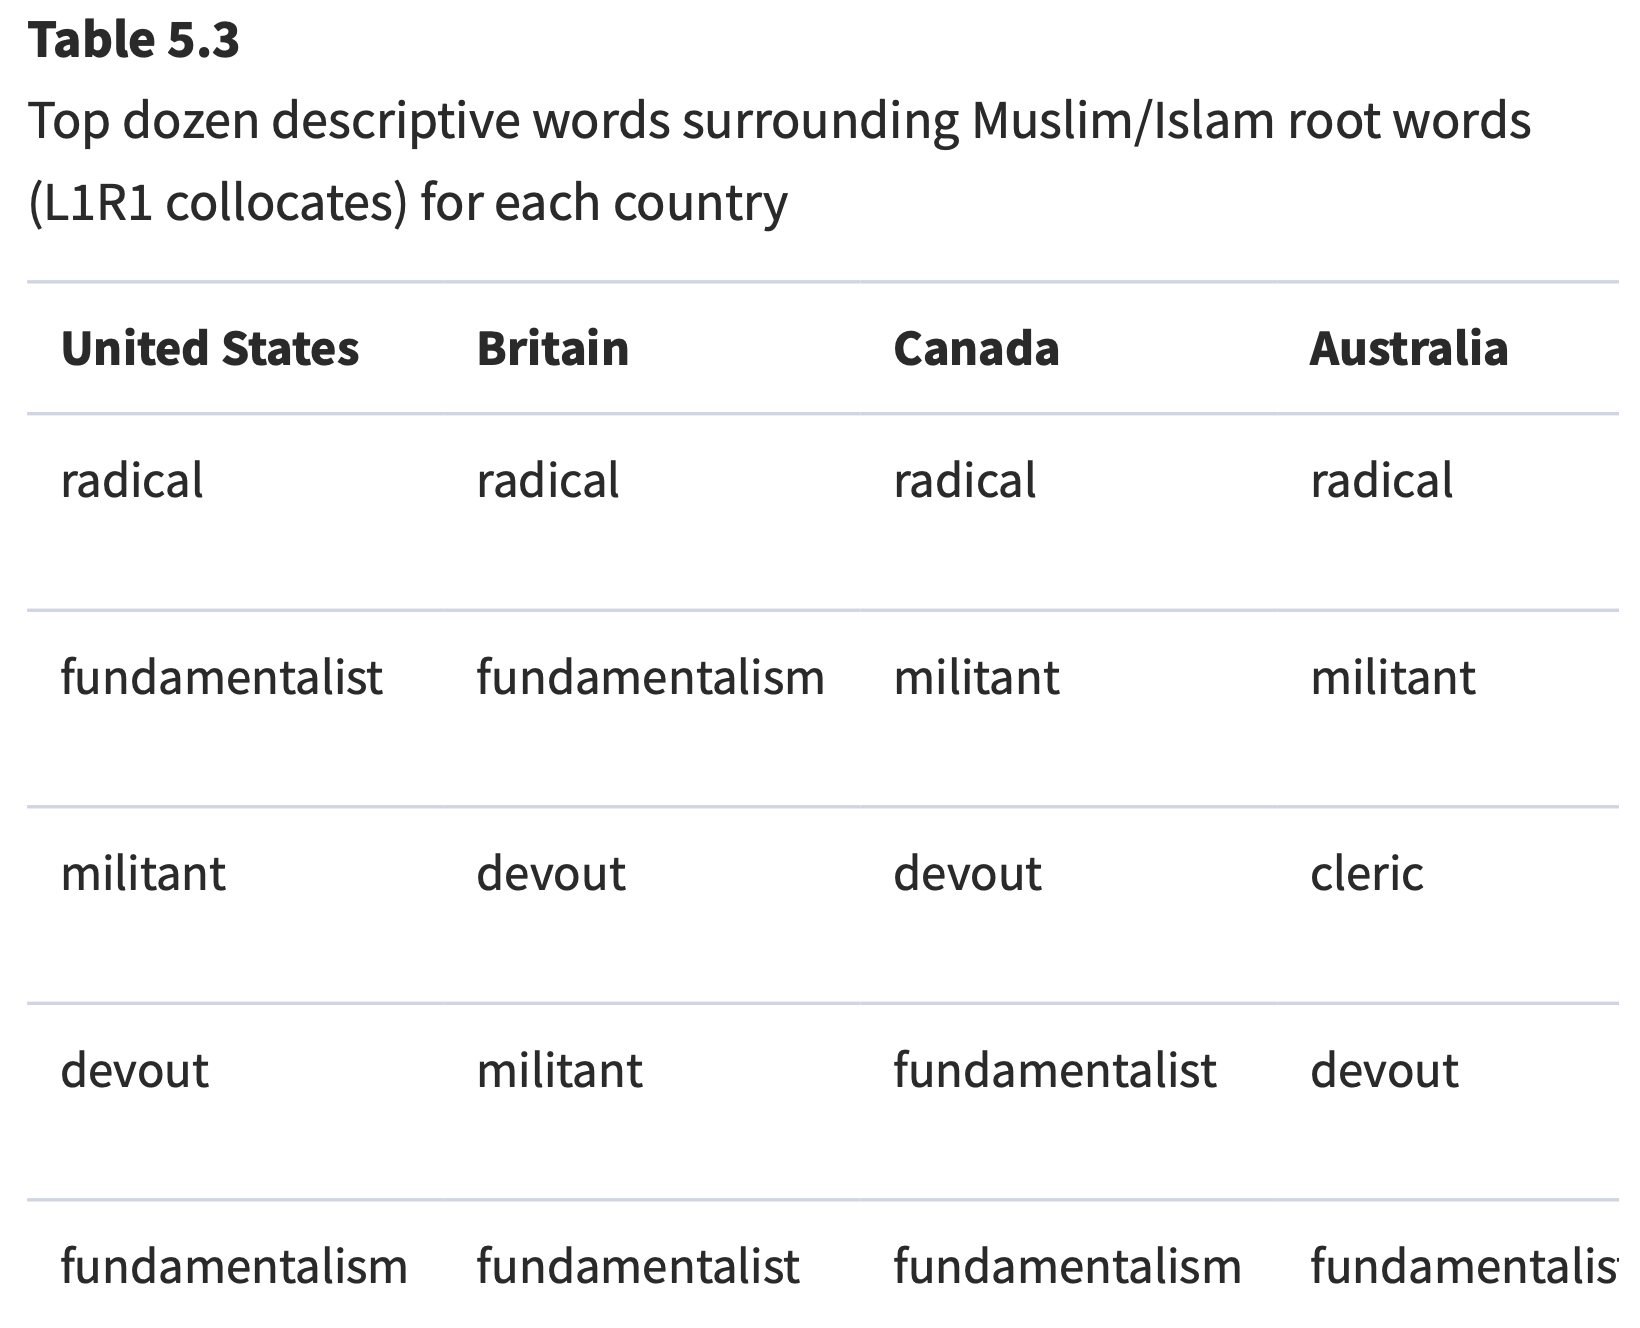 Table 5.3
Top dozen descriptive words surrounding Muslim/Islam root words
(L1R1 collocates) for each country
United States Britain Canada Australia
radical radical radical radical
fundamentalist fundamentalism militant militant
militant devout devout cleric
devout militant fundamentalist devout
fundamentalism fundamentalist fundamentalism fundamentalist